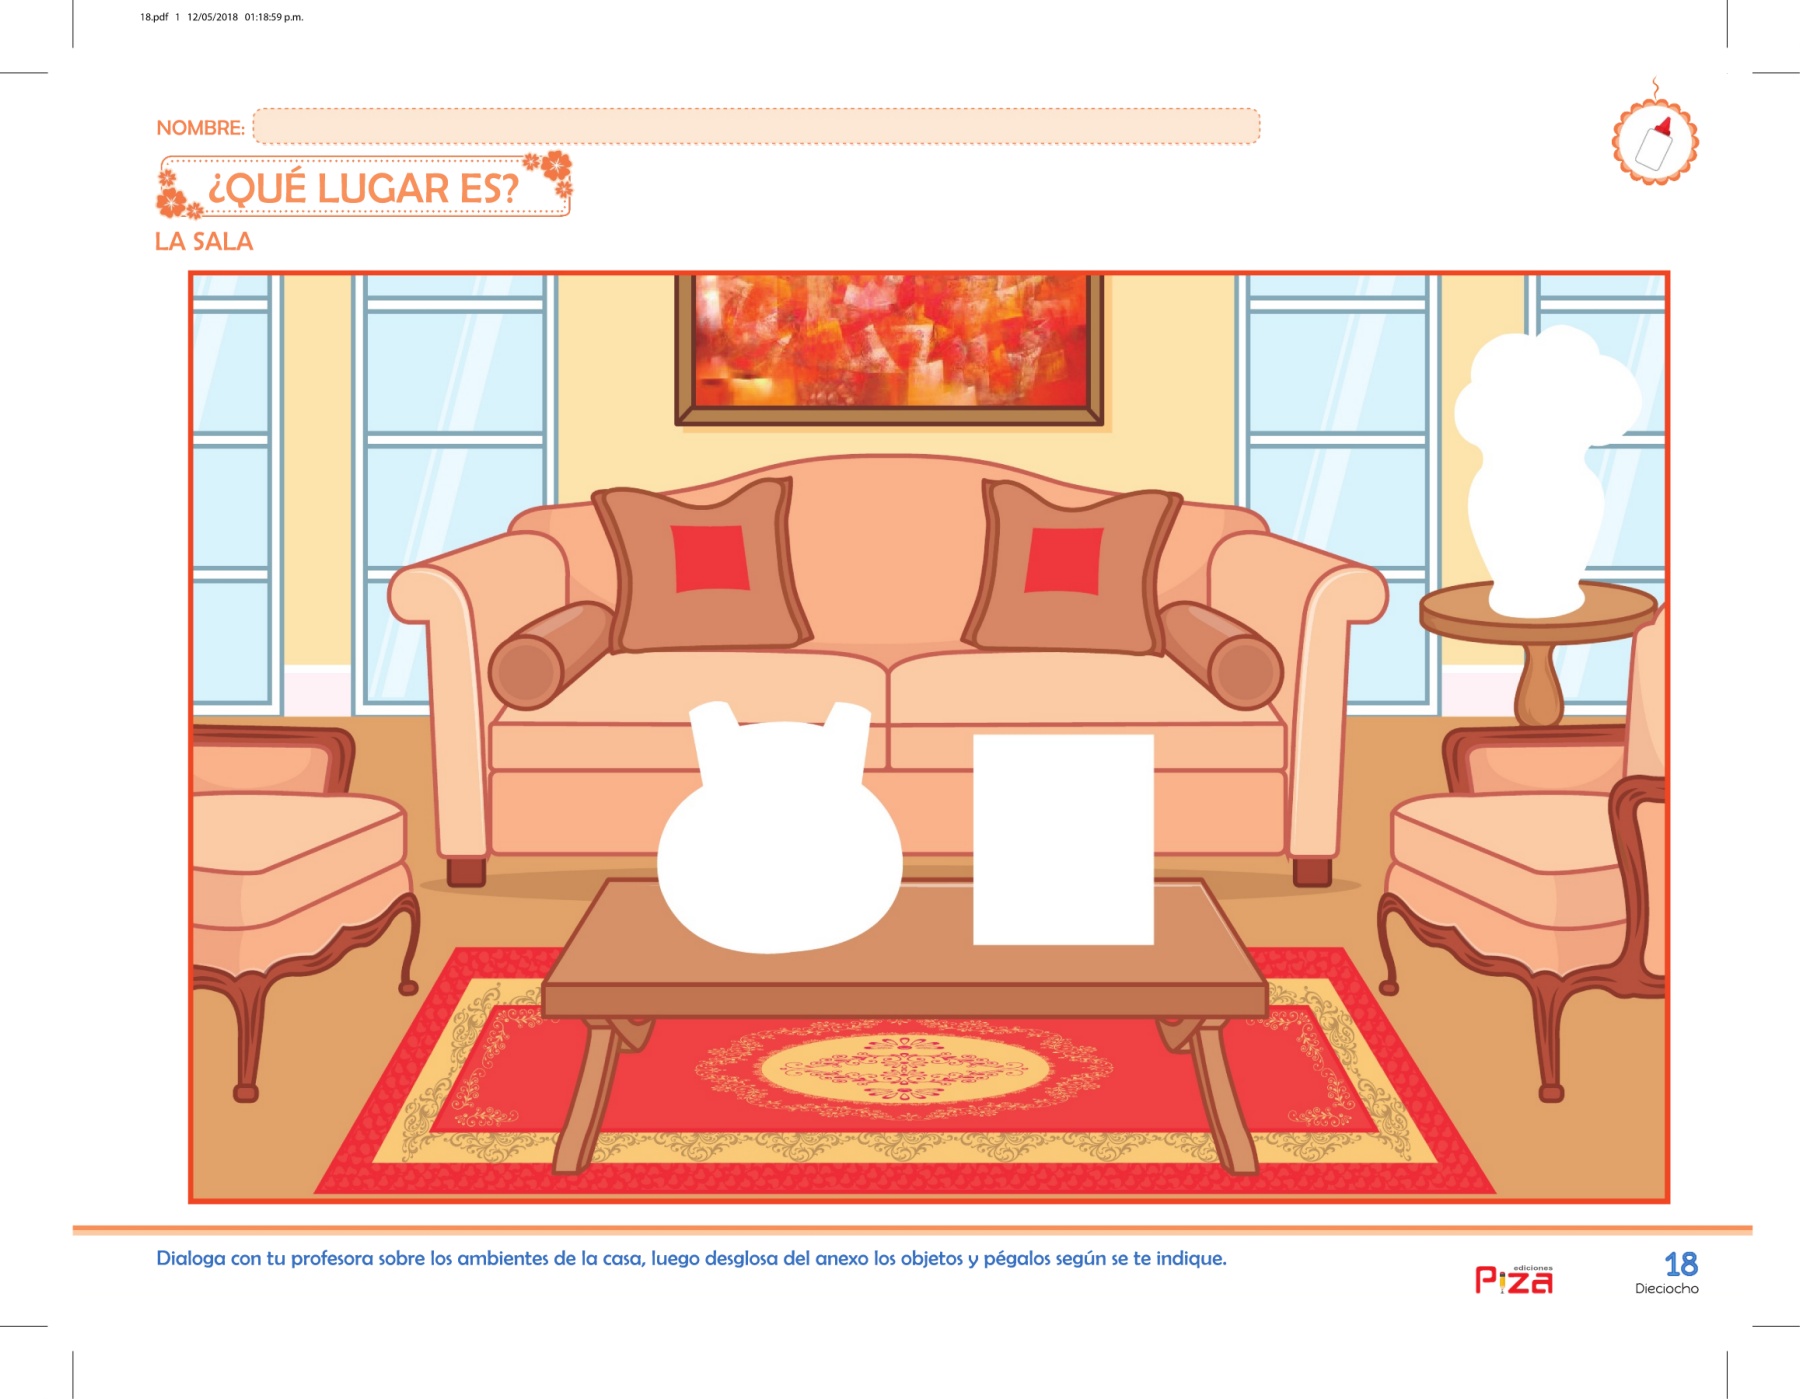 18.pdf 1 12/05/2018 01:18:59 p.m.
NOMBRE:
¿QUÉ LUGAR ES?
LA SALA
Dialoga con tu profesora sobre los ambientes de la casa, luego desglosa del anexo los objetos y pégalos según se te indique.
ediciones
Piza
18
Dieciocho